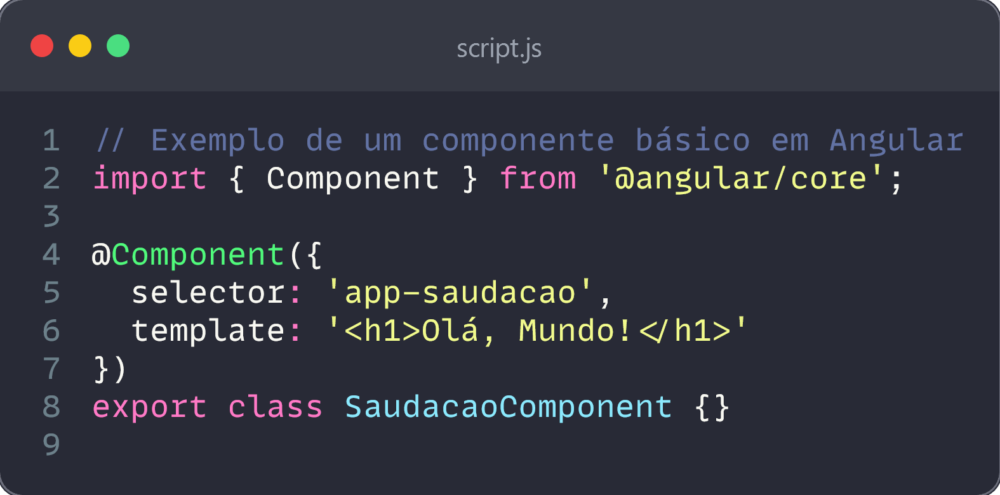 script.js
1 // Exemplo de um componente básico em Angular
2 import { Component } from '@angular/core';
3
4 @Component({
5   selector: 'app-saudacao',
6   template: '<h1>Olá, Mundo!</h1>'
7 })
8 export class SaudacaoComponent {}
9